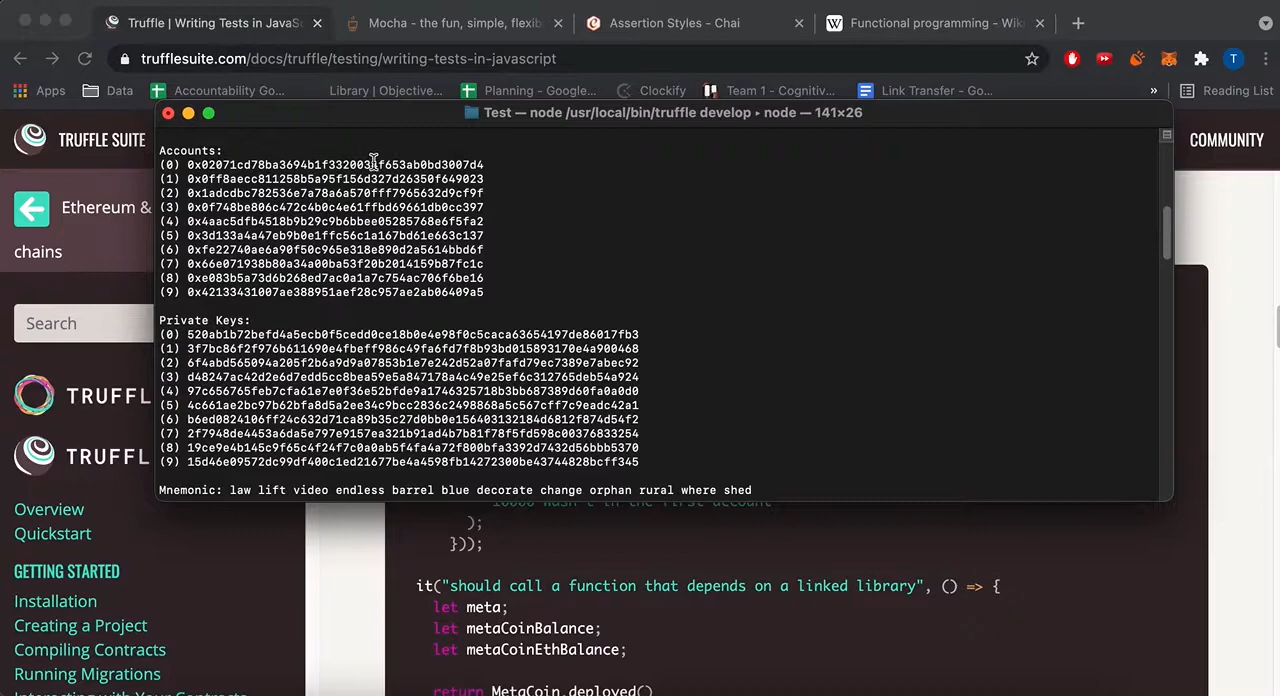 Truffle | Writing Tests in JavaSc
Mocha - the fun, simple, flexib
Assertion Styles - Chai
Functional programming - Wiki
trufflesuite.com/docs/truffle/testing/writing-tests-in-javascript
T
Apps
Data
Accountability Go...
Library | Objective...
Planning - Google...
Clockify
Team 1 - Cognitiv...
Link Transfer - Go...
»
Reading List
Test — node /usr/local/bin/truffle develop ▸ node — 141×26
TRUFFLE SUITE
COMMUNITY
Ethereum &
chains
Search
TRUFFL
TRUFFL
Overview
Quickstart
GETTING STARTED
Installation
Creating a Project
Compiling Contracts
Running Migrations
Accounts:
(1) 0x0ff8aecc811258b5a95f156d327d26350f649023
(2) 0x1adcdbc782536e7a78a6a570fff7965632d9cf9f
(3) 0x0f748be806c472c4b0c4e61ffbd69661db0cc397
(4) 0x4aac5dfb4518b9b29c9b6bbee05285768e6f5fa2
(5) 0x3d133a4a47eb9b0e1ffc56c1a167bd61e663c137
(6) 0xfe22740ae6a90f50c965e318e890d2a5614bbd6f
(7) 0x66e071938b80a34a00ba53f20b2014159b87fc1c
(8) 0xe083b5a73d6b268ed7ac0a1a7c754ac706f6be16
(9) 0x42133431007ae388951aef28c957ae2ab06409a5
Private Keys:
(0) 520ab1b72befd4a5ecb0f5cedd0ce18b0e4e98f0c5caca63654197de86017fb3
(1) 3f7bc86f2f976b611690e4fbeff986c49fa6fd7f8b93bd015893170e4a900468
(2) 6f4abd565094a205f2b6a9d9a07853b1e7e242d52a07fafd79ec7389e7abec92
(3) d48247ac42d2e6d7edd5cc8bea59e5a847178a4c49e25ef6c312765deb54a924
(4) 97c656765feb7cfa61e7e0f36e52bfde9a1746325718b3bb687389d60fa0a0d0
(5) 4c661ae2bc97b62bfa8d5a2ee34c9bcc2836c2498868a5c567cff7c9eadc42a1
(6) b6ed0824106ff24c632d71ca89b35c27d0bb0e156403132184d6812f874d54f2
(7) 2f7948de4453a6da5e797e9157ea321b91ad4b7b81f78f5fd598c00376833254
(8) 19ce9e4b145c9f65c4f24f7c0a0ab5f4fa4a72f800bfa3392d7432d56bbb5370
(9) 15d46e09572dc99df400c1ed21677be4a4598fb14272300be43744828bcff345
Mnemonic: law lift video endless barrel blue decorate change orphan rural where shed
);
}));
it("should call a function that depends on a linked library", () => {
let meta;
let metaCoinBalance;
let metaCoinEthBalance;
return MetaCoin.deployed()